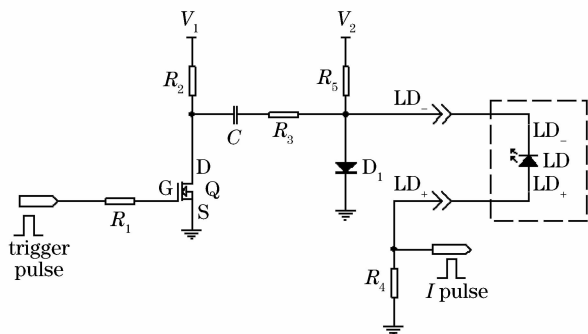 V1
V2
R2
R5
LD−
C
R3
LD−
LD
LD+
D
G
Q
S
D1
LD+
R1
trigger
pulse
R4
I pulse